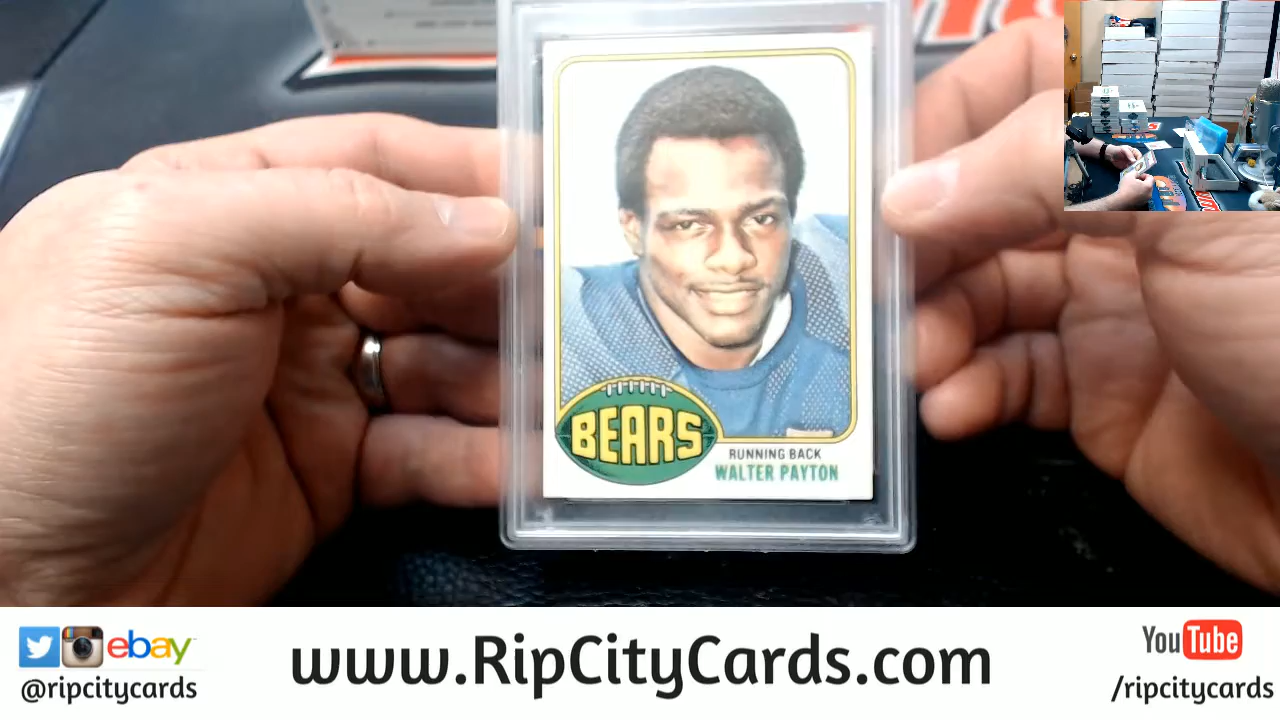 BEARS
RUNNING BACK
WALTER PAYTON
ebay
@ripcitycards
www.RipCityCards.com
YouTube
/ripcitycards